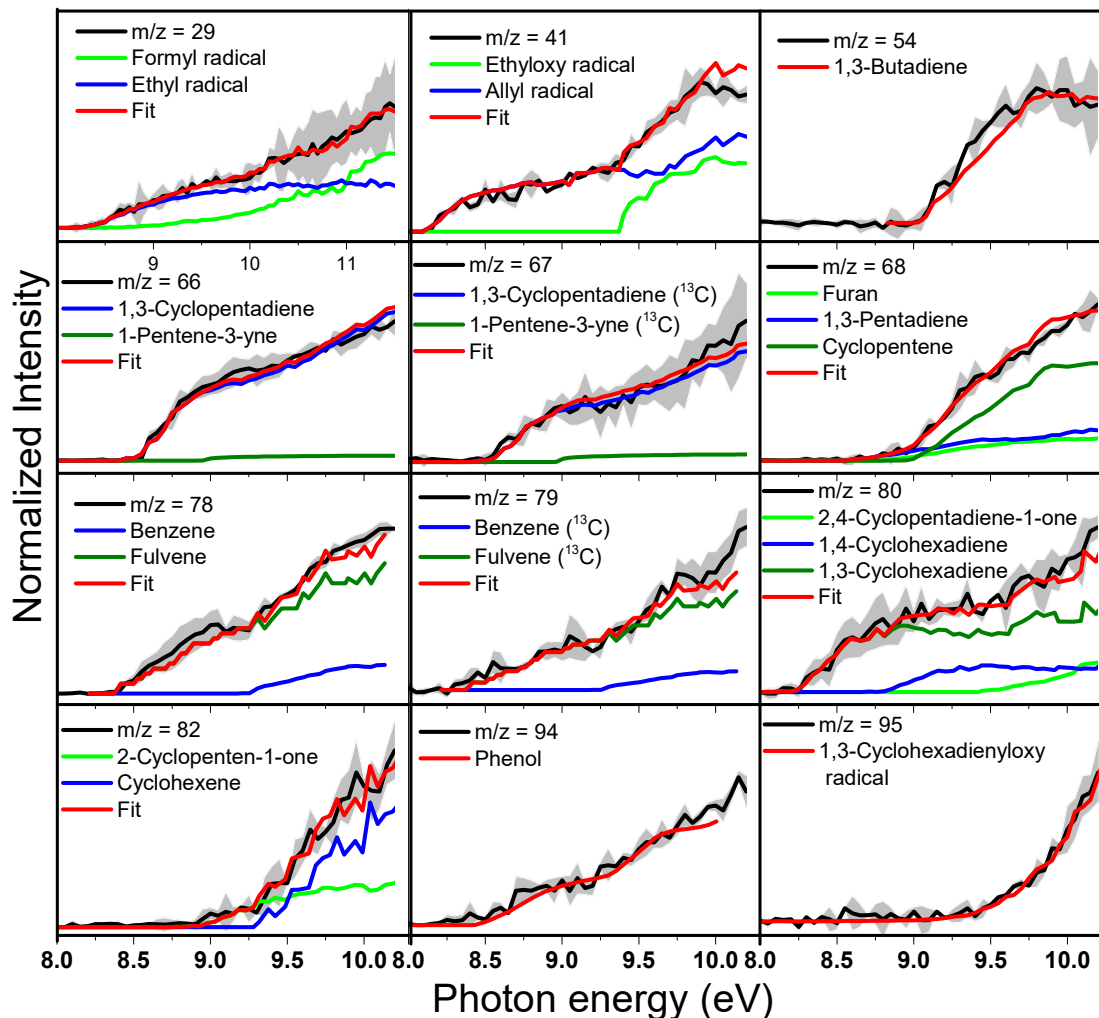 Normalized Intensity
m/z = 29
Formyl radical
Ethyl radical
Fit
9 10 11
m/z = 41
Ethyloxy radical
Allyl radical
Fit
m/z = 54
1,3-Butadiene
m/z = 66
1,3-Cyclopentadiene
1-Pentene-3-yne
Fit
m/z = 67
1,3-Cyclopentadiene (¹³C)
1-Pentene-3-yne (¹³C)
Fit
m/z = 68
Furan
1,3-Pentadiene
Cyclopentene
Fit
m/z = 78
Benzene
Fulvene
Fit
m/z = 79
Benzene (¹³C)
Fulvene (¹³C)
Fit
m/z = 80
2,4-Cyclopentadiene-1-one
1,4-Cyclohexadiene
1,3-Cyclohexadiene
Fit
m/z = 82
2-Cyclopenten-1-one
Cyclohexene
Fit
m/z = 94
Phenol
m/z = 95
1,3-Cyclohexadienyloxy
radical
8.0 8.5 9.0 9.5 10.0 8.0 8.5 9.0 9.5 10.0 8.5 9.0 9.5 10.0
Photon energy (eV)